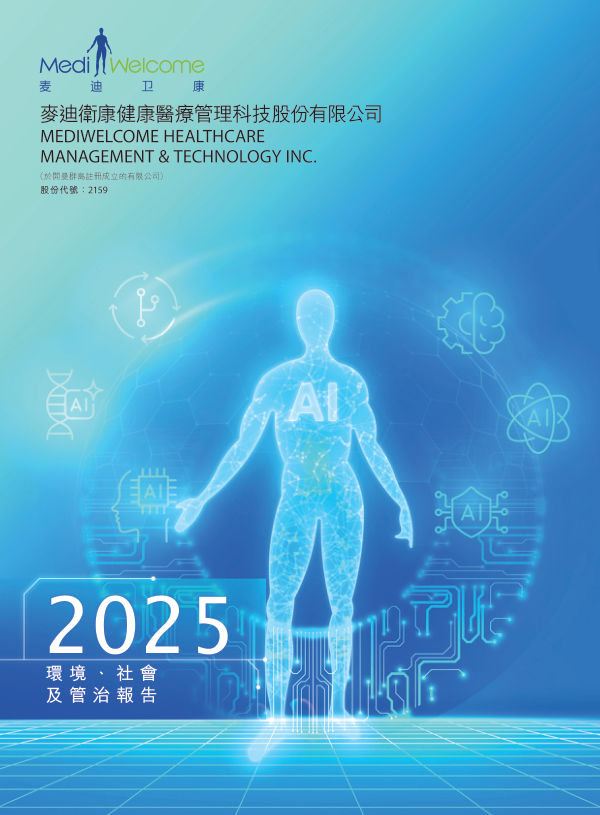 Medi Welcome
麦迪卫康
麥迪衛康健康醫療管理科技股份有限公司
MEDIWELCOME HEALTHCARE
MANAGEMENT & TECHNOLOGY INC.
(於開曼群島註冊成立的有限公司)
股份代號：2159
AI
AI
AI
AI
AI
2025
環境、社會
及管治報告